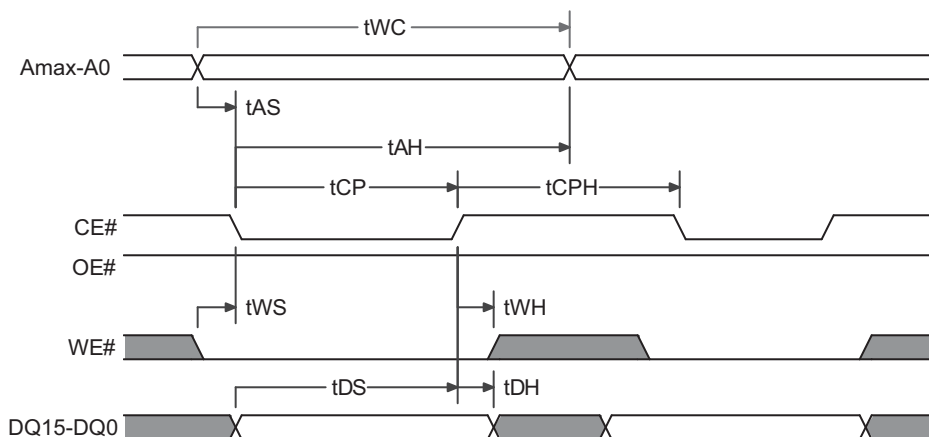 tWC
Amax-A0
tAS
tAH
tCP tCPH
CE#
OE#
tWS tWH
WE#
tDS tDH
DQ15-DQ0